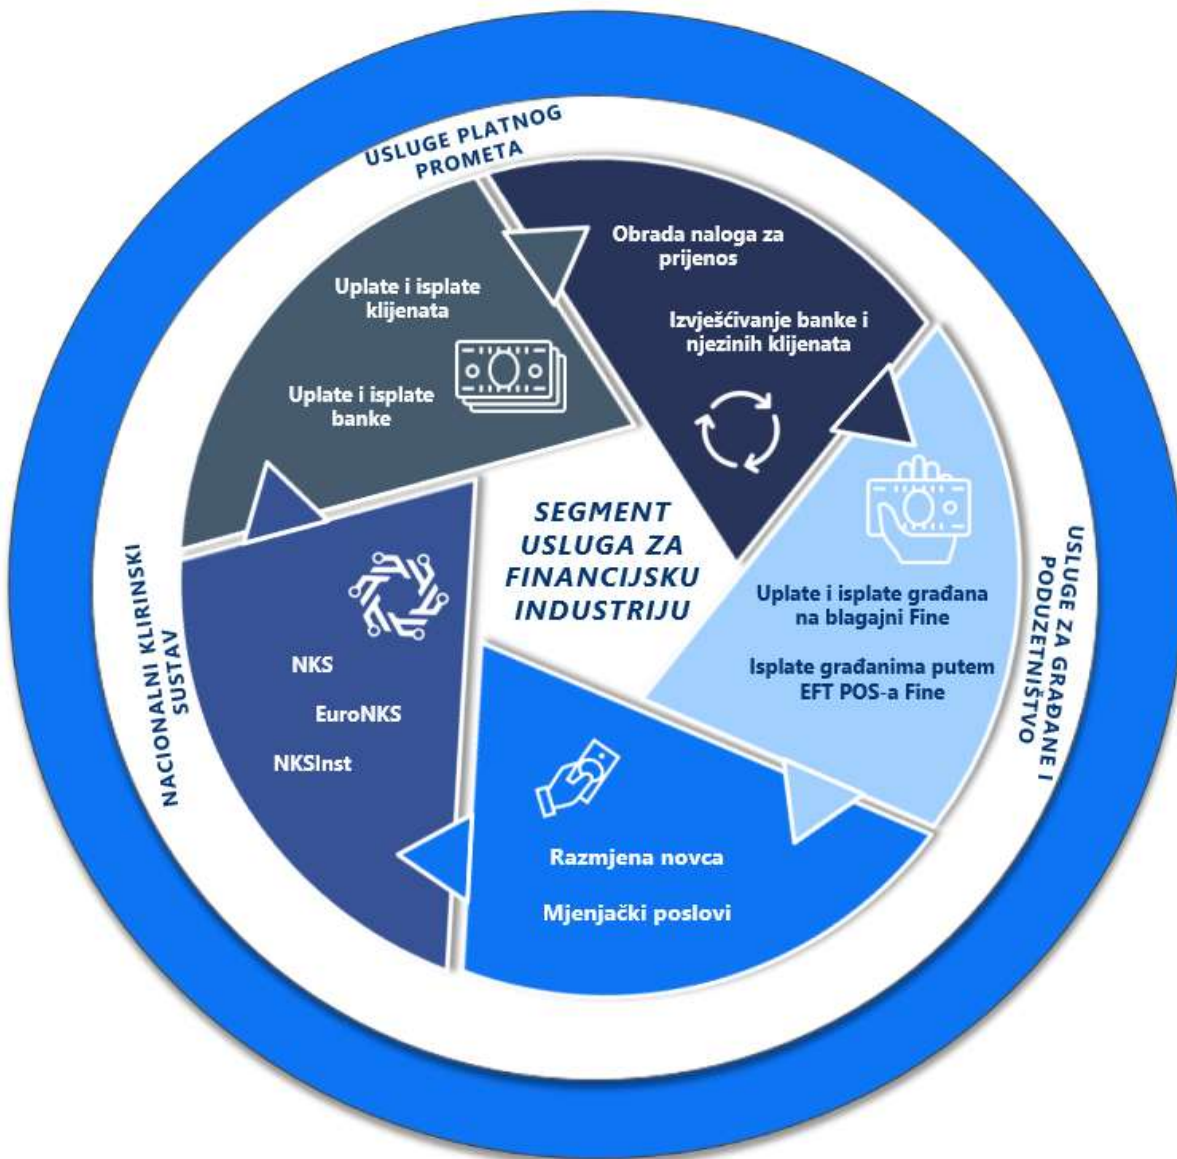 USLUGE PLATNOG
PROMETA
Obrada naloga za
prijenos
Izvješćivanje banke i
njezinih klijenata
Uplate i isplate
klijenata
Uplate i isplate
banke
SEGMENT
USLUGA ZA
FINANCIJSKU
INDUSTRIJU
USLUGE ZA GRAĐANE I
PODUZETNIŠTVO
Uplate i isplate građana
na blagajni Fine
Isplate građanima putem
EFT POS-a Fine
NACIONALNI KLIRINSKI
SUSTAV
NKS
EuroNKS
NKSInst
Razmjena novca
Mjenjački poslovi